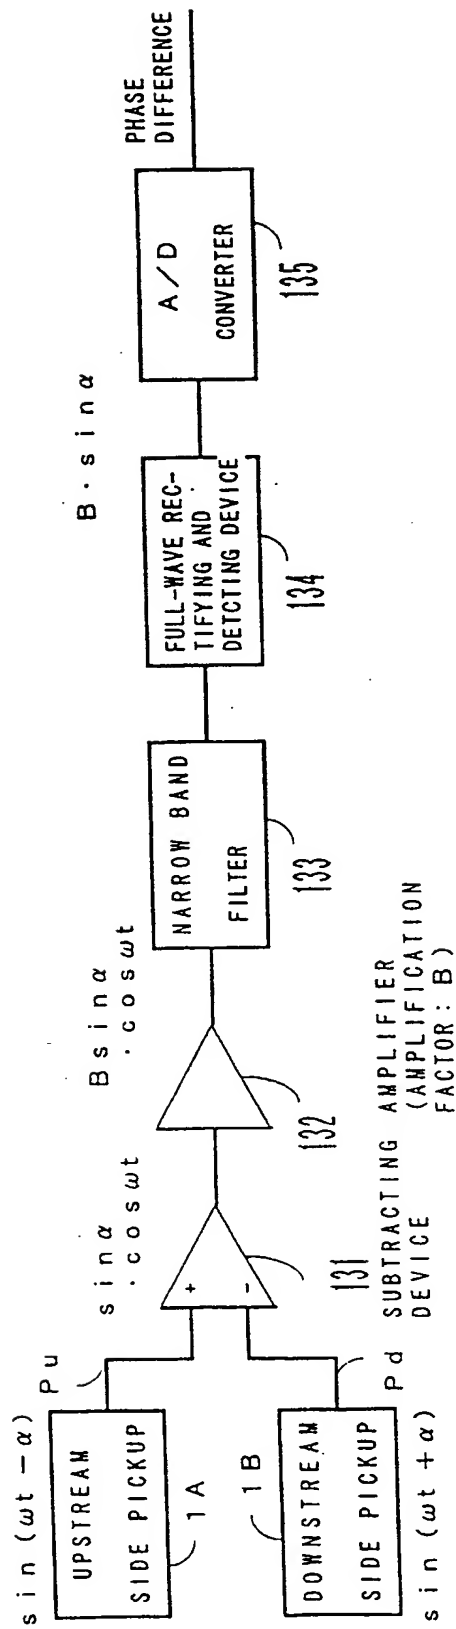 sin (ωt − α)
UPSTREAM
SIDE PICKUP
1A
Pu
1B
DOWNSTREAM
SIDE PICKUP
sin (ωt + α)
Pd
sinα
・cosωt
+
−
131
SUBTRACTING
DEVICE
Bsinα
・cosωt
132
AMPLIFIER
(ANPLIFICATION
FACTOR: B)
NARROW BAND
FILTER
133
FULL-WAVE REC-
TIFYING AND
DETCTING DEVICE
134
B・sinα
A/D
CONVERTER
135
PHASE
DIFFERENCE